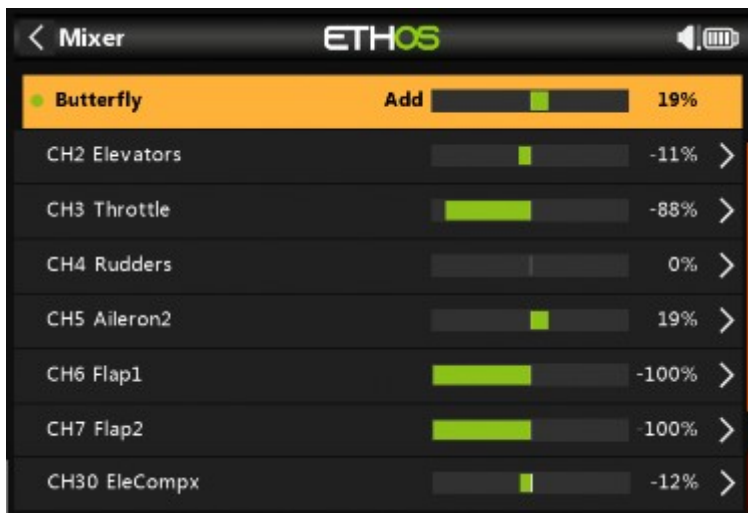 Mixer ETHOS
Butterfly Add 19%
CH2 Elevators -11%
CH3 Throttle -88%
CH4 Rudders 0%
CH5 Aileron2 19%
CH6 Flap1 -100%
CH7 Flap2 -100%
CH30 EleCompx -12%